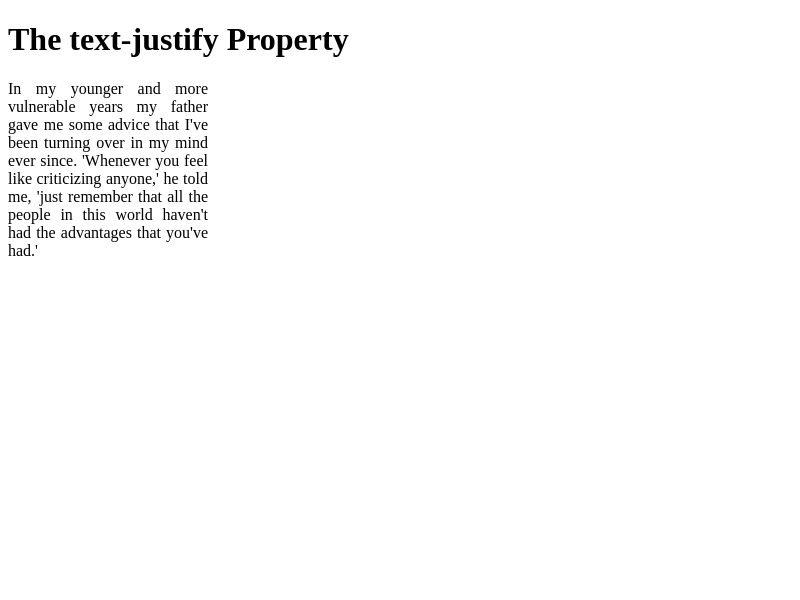 The text-justify Property
In my younger and more
vulnerable years my father
gave me some advice that I've
been turning over in my mind
ever since. 'Whenever you feel
like criticizing anyone,' he told
me, 'just remember that all the
people in this world haven't
had the advantages that you've
had.'